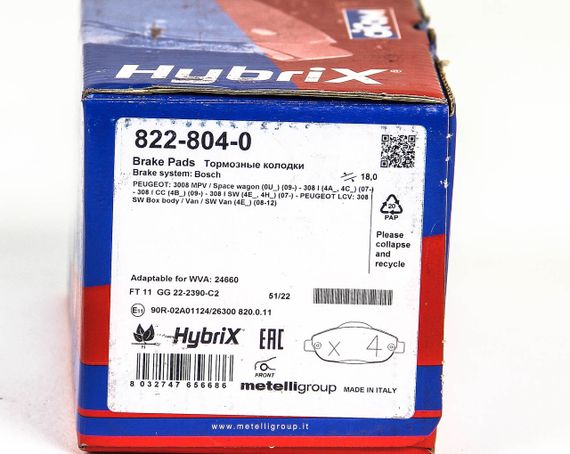 HybriX®
822-804-0
Brake Pads Тормозные колодки
Brake system: Bosch
18,0
PEUGEOT: 3008 MPV / Space wagon (0U_) (09-) - 308 I (4A_, 4C_) (07-)
- 308 I CC (4B_) (09-) - 308 I SW (4E_, 4H_) (07-) - PEUGEOT LCV: 308 I
SW Box body / Van / SW Van (4E_) (08-12)
20
PAP
Please
collapse
and
recycle
Adaptable for WVA: 24660
FT 11 GG 22-2390-C2
51/22
E11 90R-02A01124/26300 820.0.11
HybriX EAC
x 4
FRONT
8 032747 656686
metelligroup
MADE IN ITALY
www.metelligroup.it